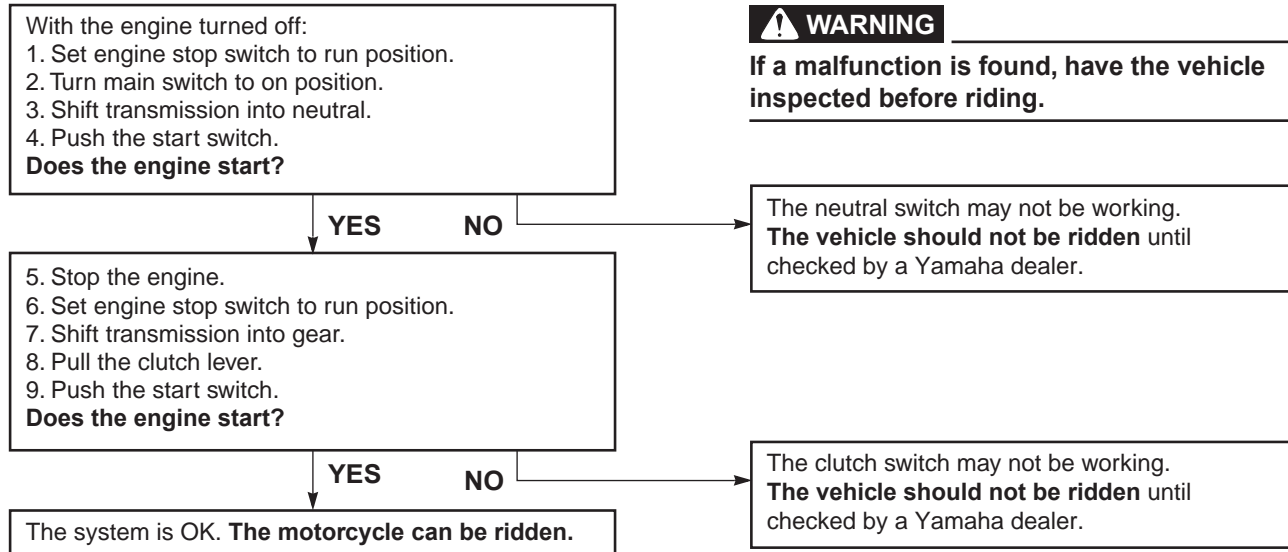 With the engine turned off:
1. Set engine stop switch to run position.
2. Turn main switch to on position.
3. Shift transmission into neutral.
4. Push the start switch.
Does the engine start?
WARNING
If a malfunction is found, have the vehicle
inspected before riding.
YES
NO
The neutral switch may not be working.
The vehicle should not be ridden until
checked by a Yamaha dealer.
5. Stop the engine.
6. Set engine stop switch to run position.
7. Shift transmission into gear.
8. Pull the clutch lever.
9. Push the start switch.
Does the engine start?
YES
NO
The clutch switch may not be working.
The vehicle should not be ridden until
checked by a Yamaha dealer.
The system is OK. The motorcycle can be ridden.